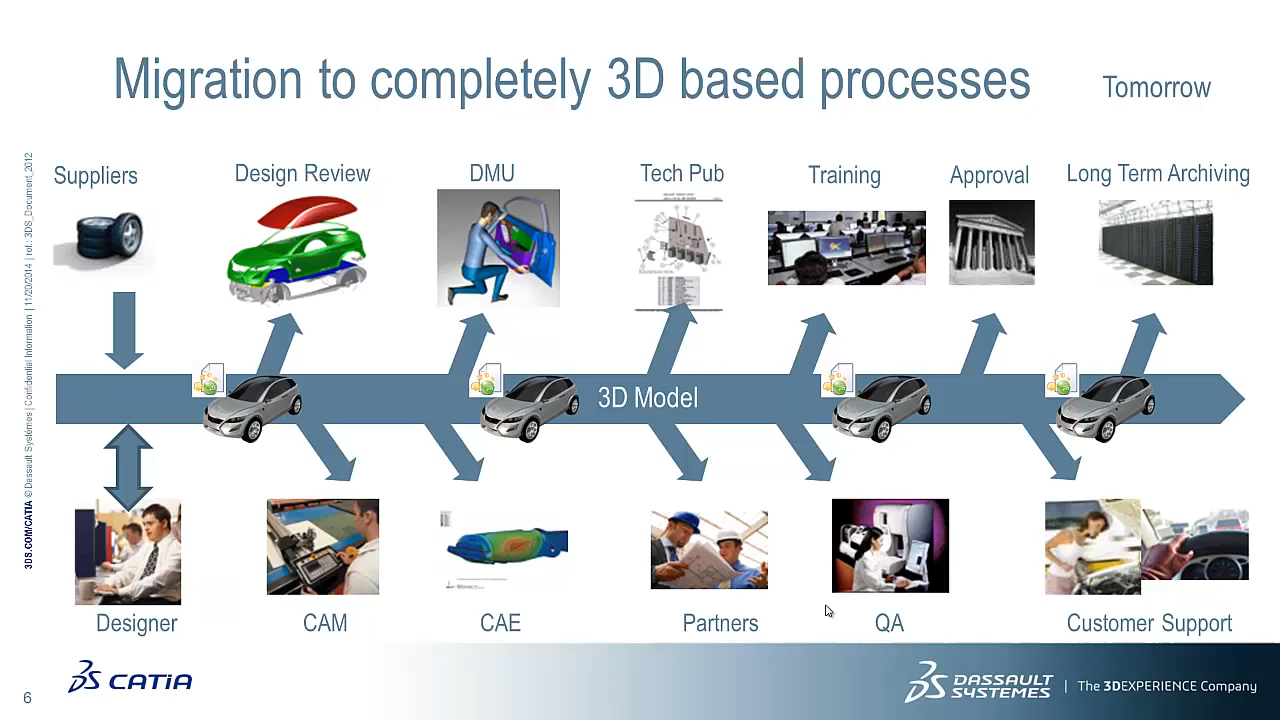 Migration to completely 3D based processes
Tomorrow
Suppliers
Design Review
DMU
Tech Pub
Training
Approval
Long Term Archiving
3D Model
Designer
CAM
CAE
Partners
QA
Customer Support
3DS.COM/CATIA © Dassault Systèmes | Confidential Information | 11/20/2014 | ref.: 3DS_Document_2012
6
CATIA
DASSAULT
SYSTEMES
The 3DEXPERIENCE Company